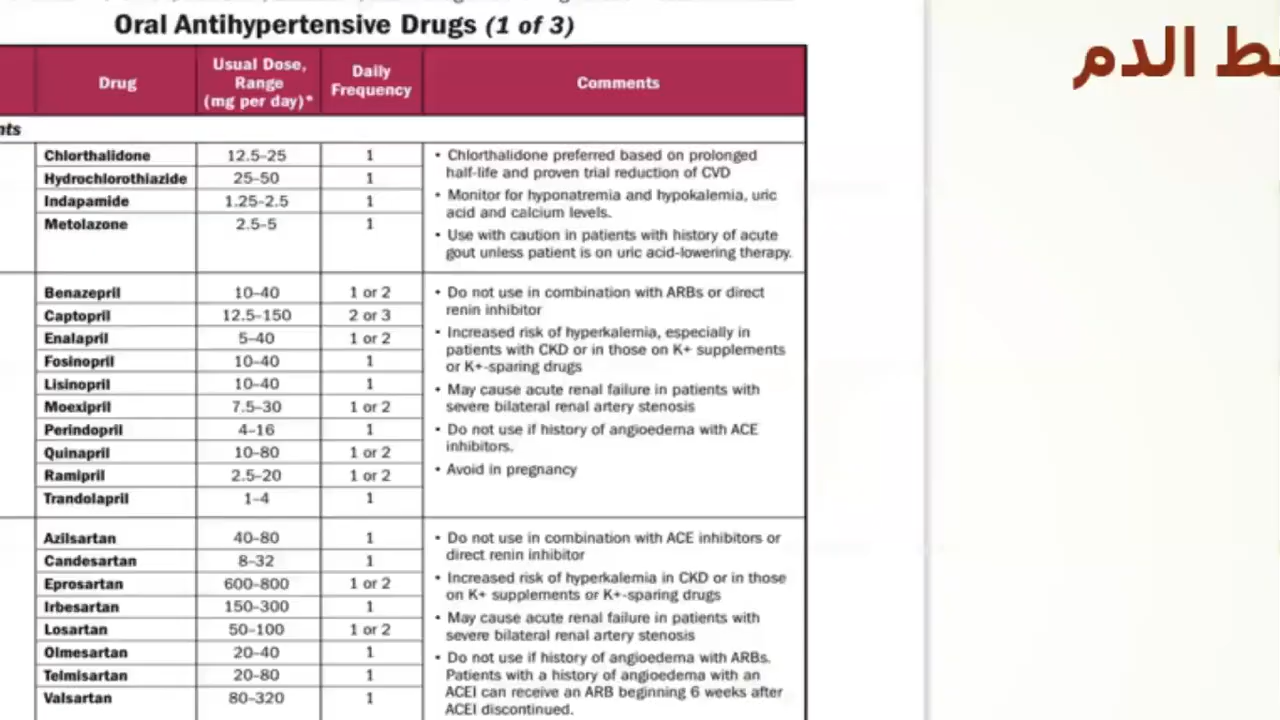 Oral Antihypertensive Drugs (1 of 3)
الدم
Drug
Usual Dose,
Range
(mg per day)*
Daily
Frequency
Comments
Chlorthalidone 12.5–25 1
Hydrochlorothiazide 25–50 1
Indapamide 1.25–2.5 1
Metolazone 2.5–5 1
• Chlorthalidone preferred based on prolonged
half-life and proven trial reduction of CVD
• Monitor for hyponatremia and hypokalemia, uric
acid and calcium levels.
• Use with caution in patients with history of acute
gout unless patient is on uric acid-lowering therapy.
Benazepril 10–40 1 or 2
Captopril 12.5–150 2 or 3
Enalapril 5–40 1 or 2
Fosinopril 10–40 1
Lisinopril 10–40 1
Moexipril 7.5–30 1 or 2
Perindopril 4–16 1
Quinapril 10–80 1 or 2
Ramipril 2.5–20 1 or 2
Trandolapril 1–4 1
• Do not use in combination with ARBs or direct
renin inhibitor
• Increased risk of hyperkalemia, especially in
patients with CKD or in those on K+ supplements
or K+-sparing drugs
• May cause acute renal failure in patients with
severe bilateral renal artery stenosis
• Do not use if history of angioedema with ACE
inhibitors.
• Avoid in pregnancy
Azilsartan 40–80 1
Candesartan 8–32 1
Eprosartan 600–800 1 or 2
Irbesartan 150–300 1
Losartan 50–100 1 or 2
Olmesartan 20–40 1
Telmisartan 20–80 1
Valsartan 80–320 1
• Do not use in combination with ACE inhibitors or
direct renin inhibitor
• Increased risk of hyperkalemia in CKD or in those
on K+ supplements or K+-sparing drugs
• May cause acute renal failure in patients with
severe bilateral renal artery stenosis
• Do not use if history of angioedema with ARBs.
Patients with a history of angioedema with an
ACEI can receive an ARB beginning 6 weeks after
ACEI discontinued.